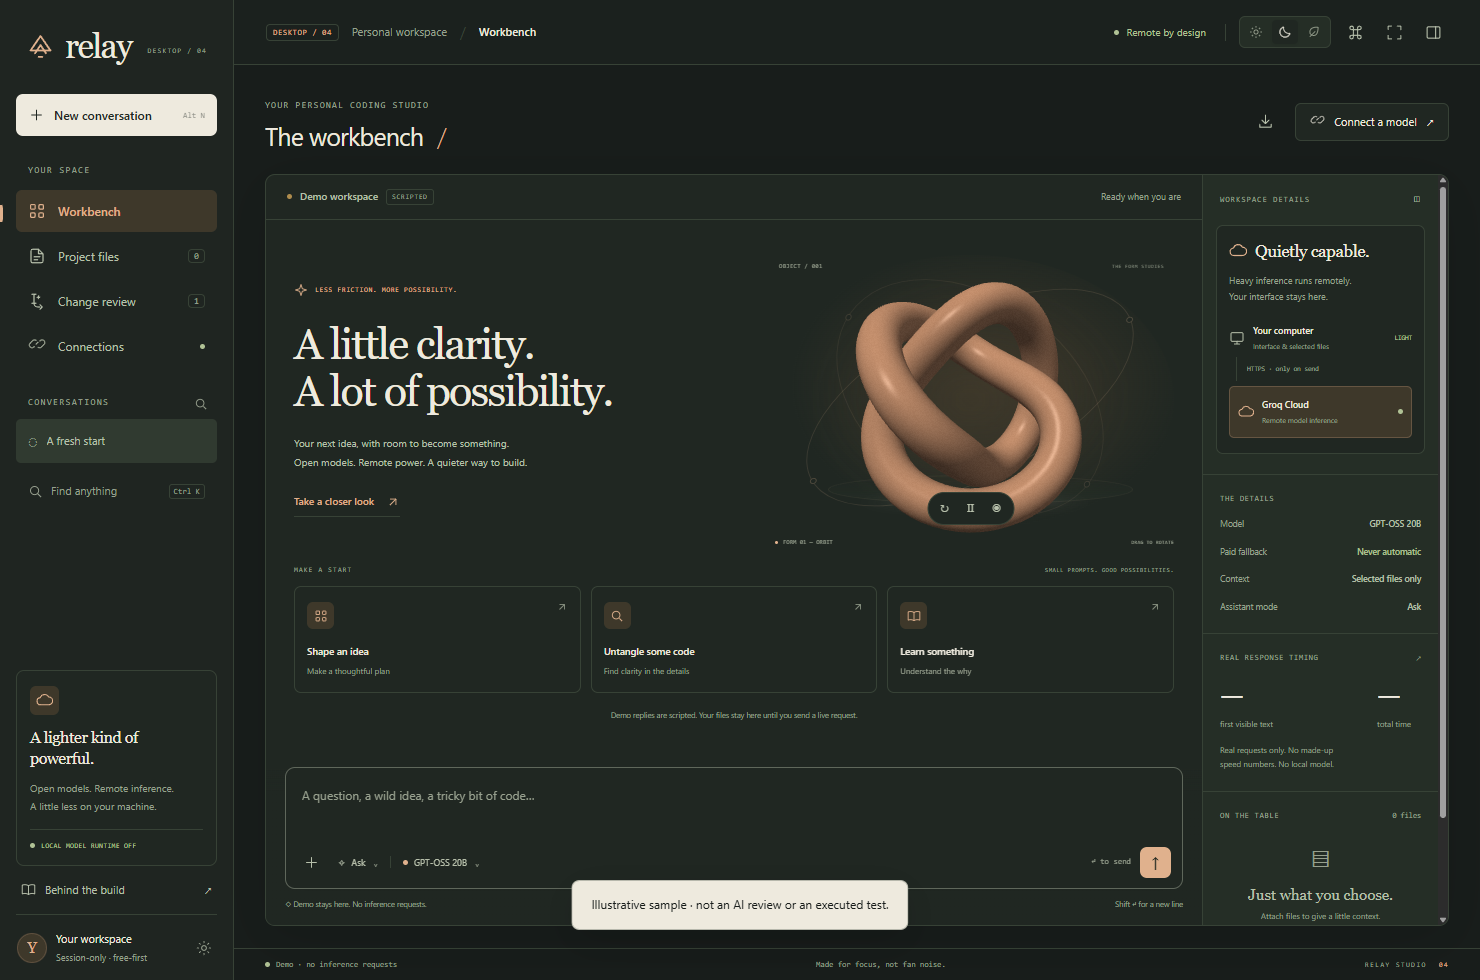 relay
DESKTOP / 04
New conversation
Alt N
YOUR SPACE
Workbench
Project files
0
Change review
1
Connections
CONVERSATIONS
A fresh start
Find anything
Ctrl K
A lighter kind of
powerful.
Open models. Remote inference.
A little less on your machine.
LOCAL MODEL RUNTIME OFF
Behind the build
↗
Y
Your workspace
Session-only · free-first
DESKTOP / 04
Personal workspace
/
Workbench
Remote by design
YOUR PERSONAL CODING STUDIO
The workbench /
Connect a model ↗
Demo workspace
SCRIPTED
Ready when you are
LESS FRICTION. MORE POSSIBILITY.
A little clarity.
A lot of possibility.
Your next idea, with room to become something.
Open models. Remote power. A quieter way to build.
Take a closer look
OBJECT / 001
THE FORM STUDIES
FORM 01 — ORBIT
DRAG TO ROTATE
MAKE A START
SMALL PROMPTS. GOOD POSSIBILITIES.
Shape an idea
Make a thoughtful plan
Untangle some code
Find clarity in the details
Learn something
Understand the why
Demo replies are scripted. Your files stay here until you send a live request.
A question, a wild idea, a tricky bit of code...
Ask
GPT-OSS 20B
⏎ to send
Demo stays here. No inference requests.
Shift ⏎ for a new line
Illustrative sample · not an AI review or an executed test.
WORKSPACE DETAILS
Quietly capable.
Heavy inference runs remotely.
Your interface stays here.
Your computer
Interface & selected files
LIGHT
HTTPS · only on send
Groq Cloud
Remote model inference
THE DETAILS
Model
GPT-OSS 20B
Paid fallback
Never automatic
Context
Selected files only
Assistant mode
Ask
REAL RESPONSE TIMING
↗
—
—
first visible text
total time
Real requests only. No made-up
speed numbers. No local model.
ON THE TABLE
0 files
Just what you choose.
Attach files to give a little context.
Demo · no inference requests
Made for focus, not fan noise.
RELAY STUDIO 04